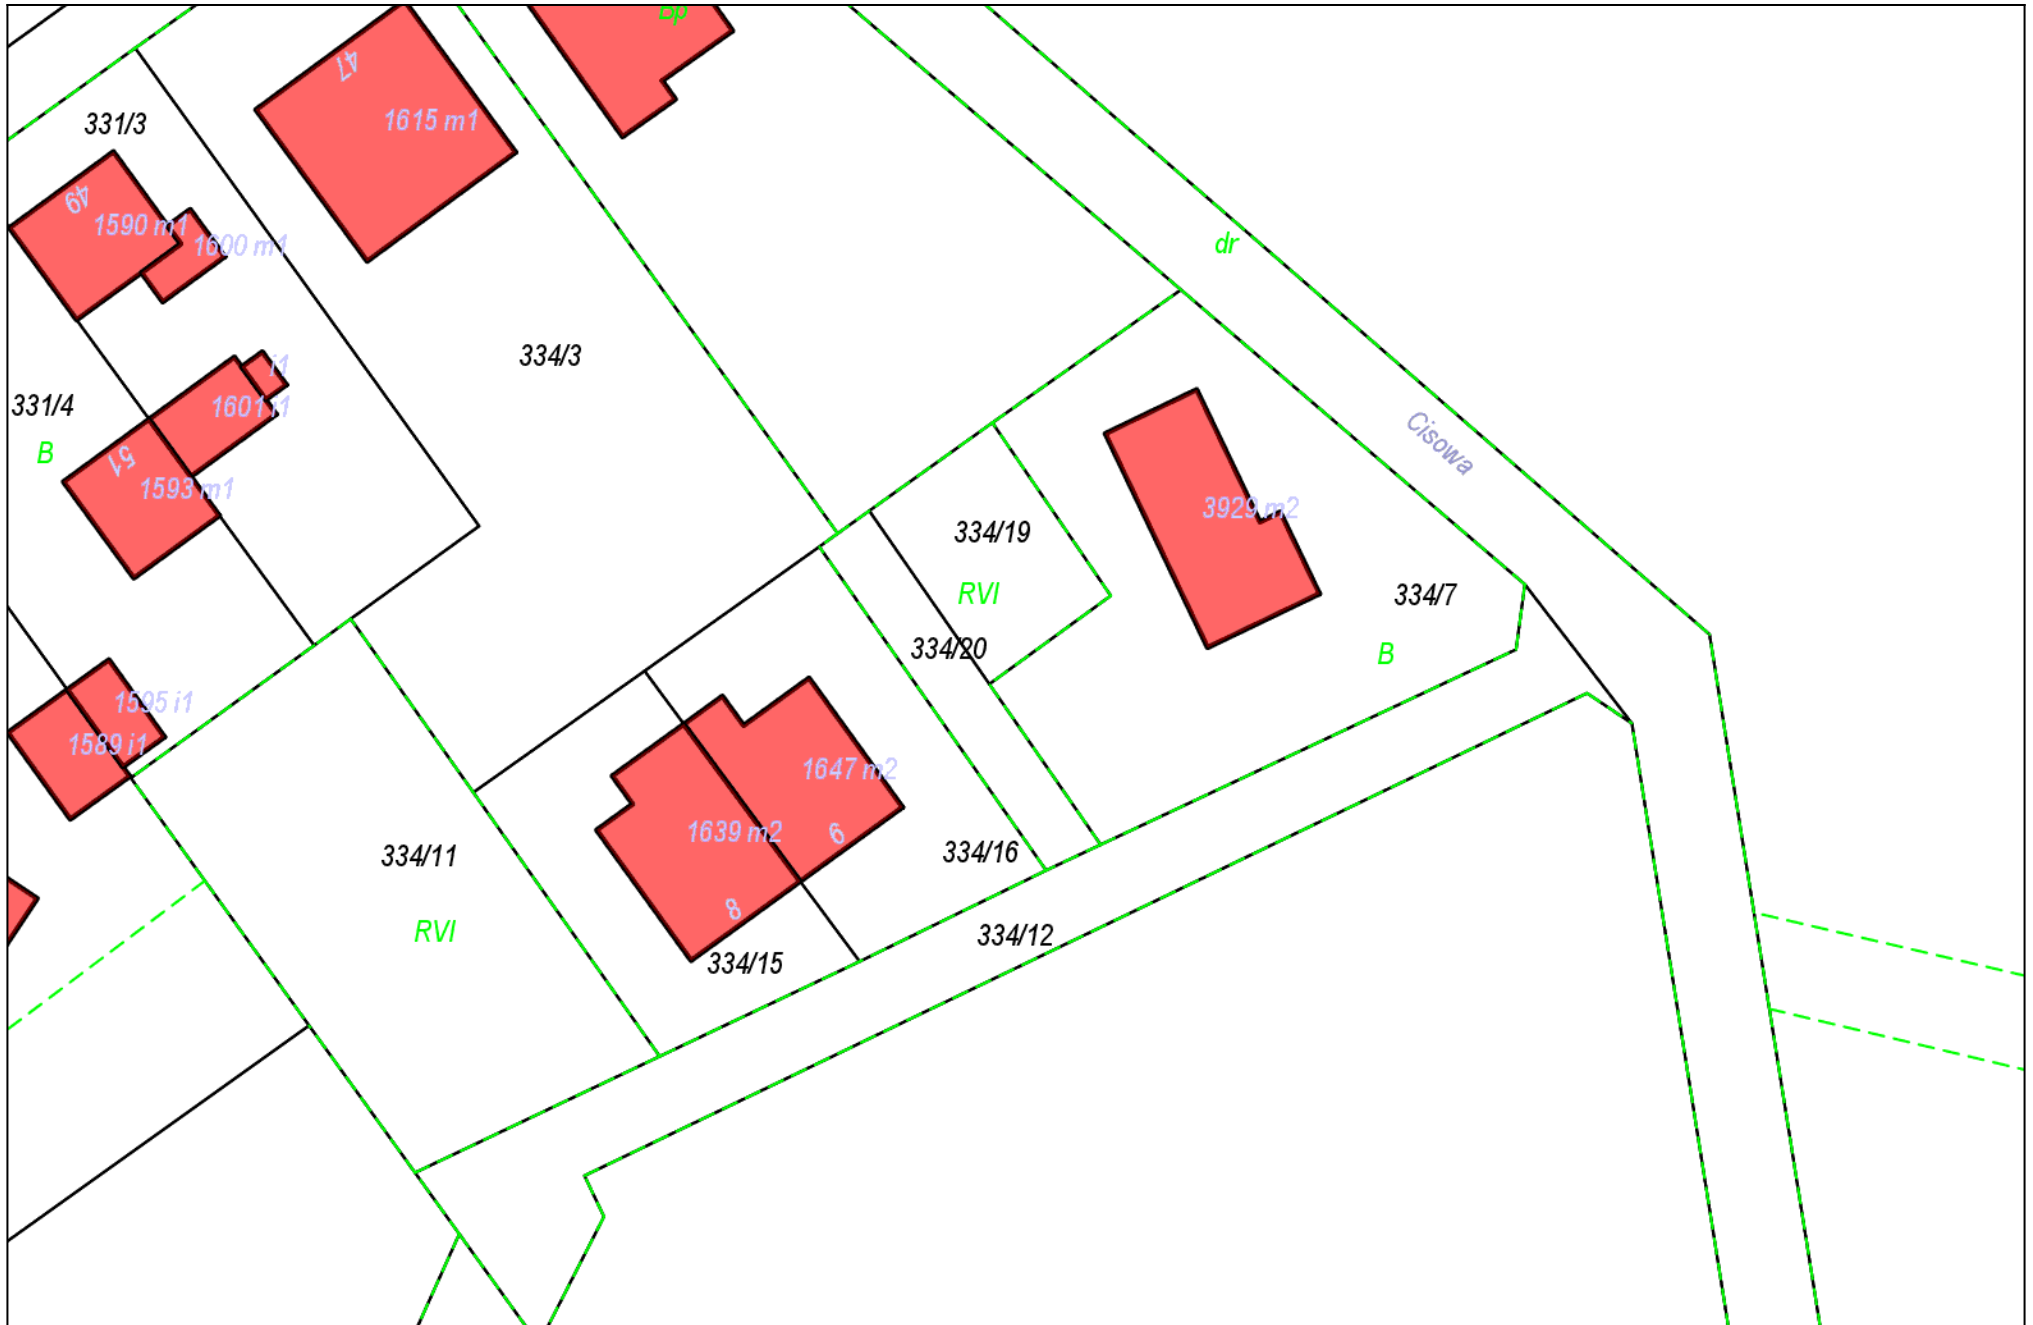 Bp
47
1615 m1
331/3
49
1590 m1
1600 m1
dr
334/3
i1
1601 i1
331/4
B
51
1593 m1
Cisowa
3929 m2
334/19
RVI
334/7
334/20
B
1595 i1
1589 i1
1647 m2
1639 m2
6
334/16
334/11
8
RVI
334/12
334/15